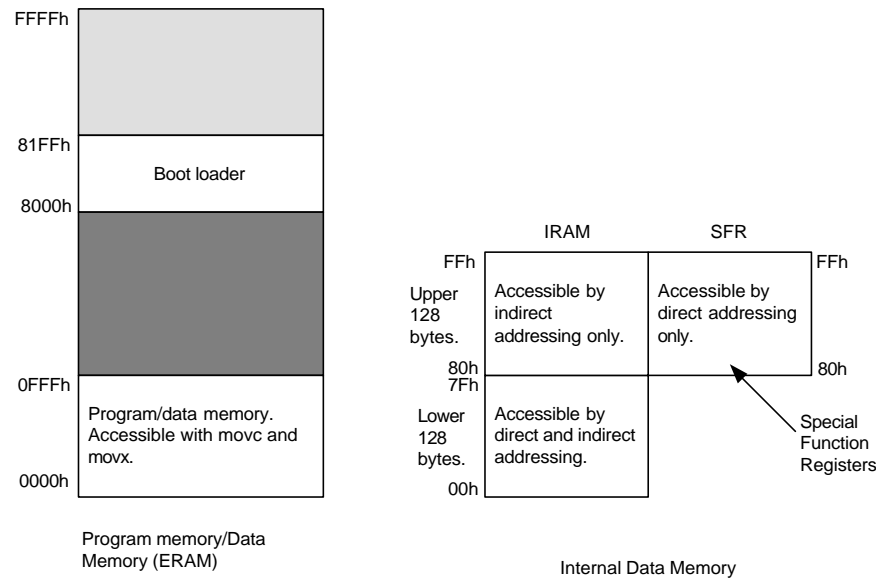 FFFFh
81FFh
Boot loader
8000h
0FFFh
Program/data memory.
Accessible with movc and
movx.
0000h
Program memory/Data
Memory (ERAM)
IRAM
SFR
FFh
FFh
Upper
128
bytes.
Accessible by
indirect
addressing only.
Accessible by
direct addressing
only.
80h
80h
7Fh
Lower
128
bytes.
Accessible by
direct and indirect
addressing.
00h
Special
Function
Registers
Internal Data Memory